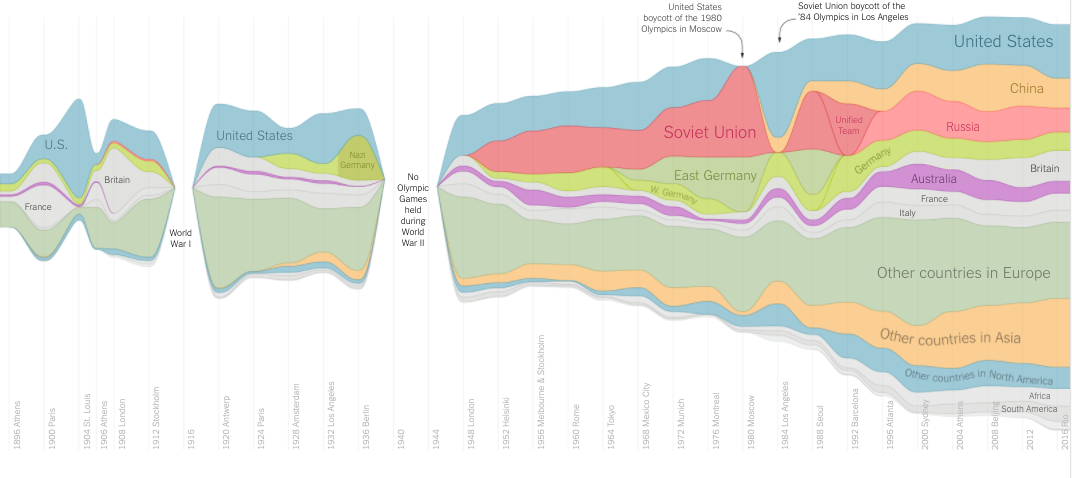 United States
boycott of the 1980
Olympics in Moscow
Soviet Union boycott of the
'84 Olympics in Los Angeles
United States
China
Russia
Britain
Soviet Union
Unified
Team
Germany
Australia
France
Italy
East Germany
W. Germany
U.S.
Britain
France
United States
Nazi
Germany
World
War I
No
Olympic
Games
held
during
World
War II
Other countries in Europe
Other countries in Asia
Other countries in North America
Africa
South America
1896 Athens
1900 Paris
1904 St. Louis
1906 Athens
1908 London
1912 Stockholm
1916
1920 Antwerp
1924 Paris
1928 Amsterdam
1932 Los Angeles
1936 Berlin
1940
1944
1948 London
1952 Helsinki
1956 Melbourne & Stockholm
1960 Rome
1964 Tokyo
1968 Mexico City
1972 Munich
1976 Montreal
1980 Moscow
1984 Los Angeles
1988 Seoul
1992 Barcelona
1996 Atlanta
2000 Sydney
2004 Athens
2008 Beijing
2012
2016 Rio